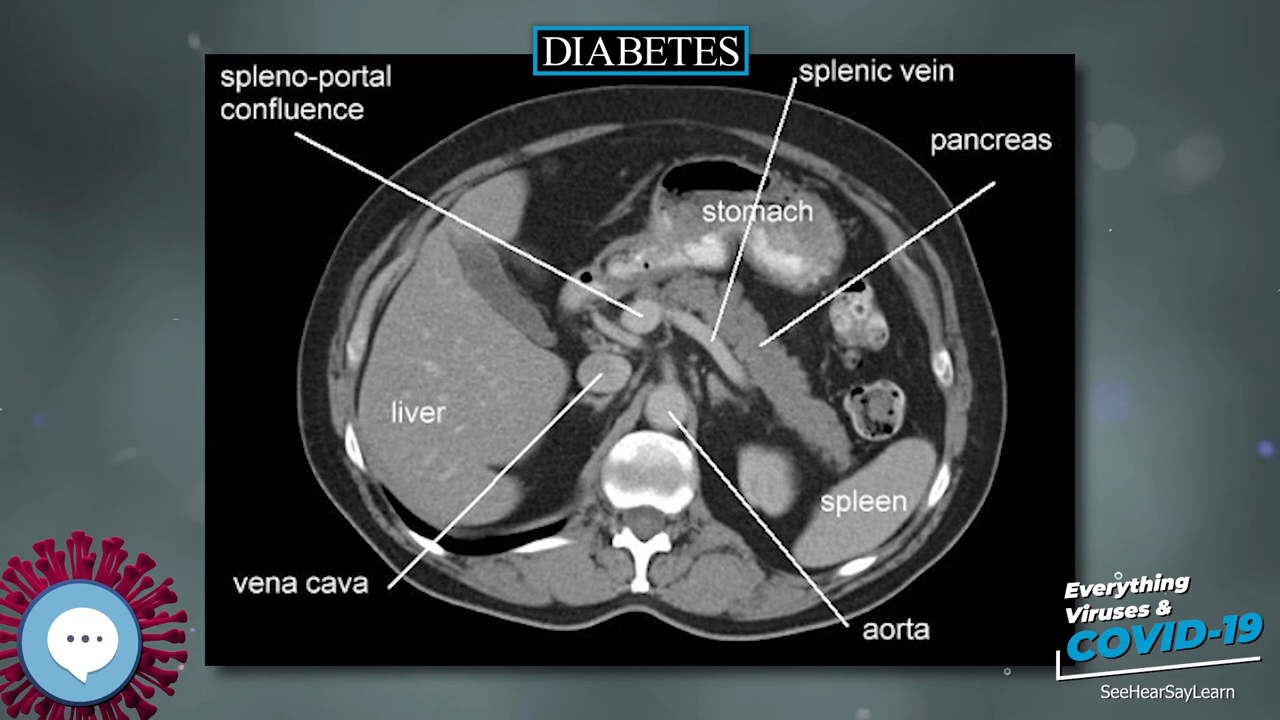 DIABETES
spleno-portal
confluence
splenic vein
pancreas
stomach
liver
spleen
vena cava
aorta
Everything
Viruses &
COVID-19
SeeHearSayLearn